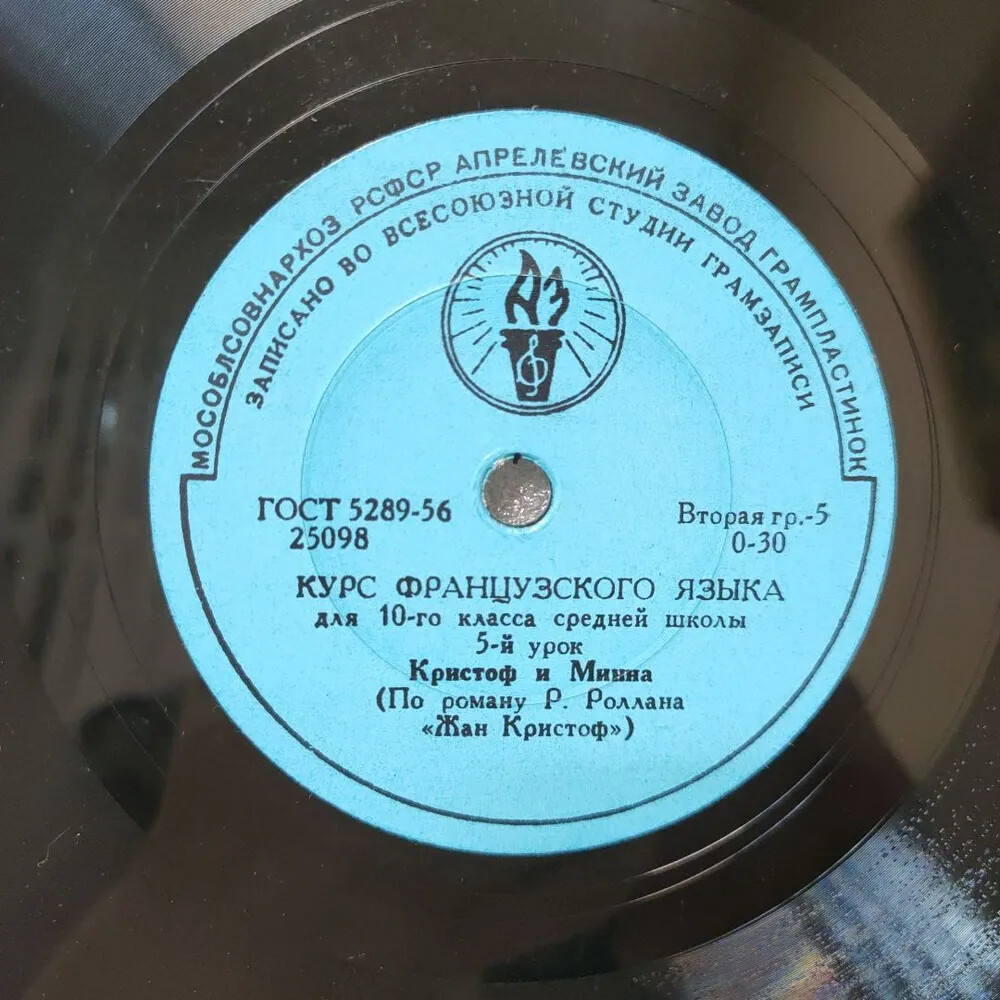 МОСОБЛСОВНАРХОЗ РСФСР АПРЕЛЕВСКИЙ ЗАВОД ГРАМПЛАСТИНОК
ЗАПИСАНО ВО ВСЕСОЮЗНОЙ СТУДИИ ГРАМЗАПИСИ
АЗ
ГОСТ 5289-56
25098
Вторая гр.-5
0-30
КУРС ФРАНЦУЗСКОГО ЯЗЫКА
для 10-го класса средней школы
5-й урок
Кристоф и Минна
(По роману Р. Роллана
«Жан Кристоф»)